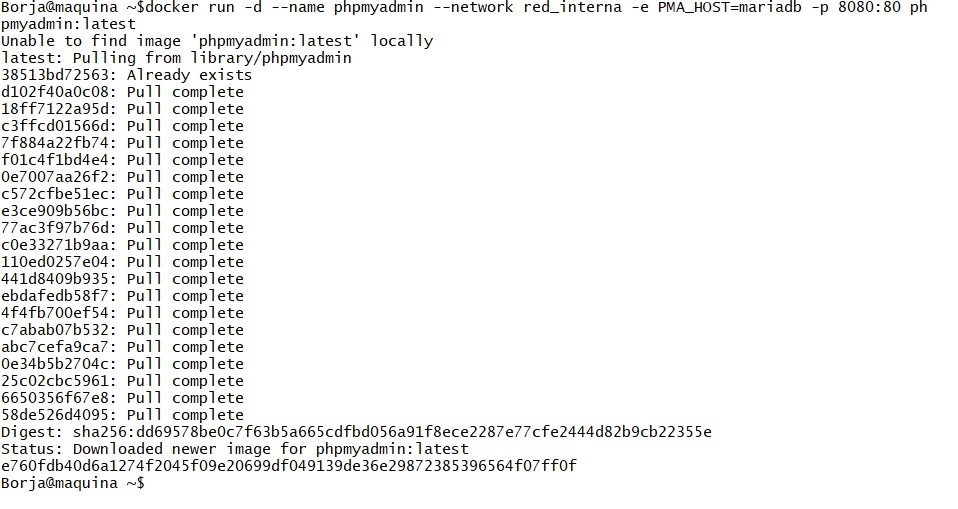 Borja@maquina ~$docker run -d --name phpmyadmin --network red_interna -e PMA_HOST=mariadb -p 8080:80 ph
pmyadmin:latest
Unable to find image 'phpmyadmin:latest' locally
latest: Pulling from library/phpmyadmin
38513bd72563: Already exists
d102f40a0c08: Pull complete
18ff7122a95d: Pull complete
c3ffcd01566d: Pull complete
7f884a22fb74: Pull complete
f01c4f1bd4e4: Pull complete
0e7007aa26f2: Pull complete
c572cfbe51ec: Pull complete
e3ce909b56bc: Pull complete
77ac3f97b76d: Pull complete
c0e33271b9aa: Pull complete
110ed0257e04: Pull complete
441d8409b935: Pull complete
ebdafedb58f7: Pull complete
4f4fb700ef54: Pull complete
c7abab07b532: Pull complete
abc7cefa9ca7: Pull complete
0e34b5b2704c: Pull complete
25c02cbc5961: Pull complete
6650356f67e8: Pull complete
58de526d4095: Pull complete
Digest: sha256:dd69578be0c7f63b5a665cdfbd056a91f8ece2287e77cfe2444d82b9cb22355e
Status: Downloaded newer image for phpmyadmin:latest
e760fdb40d6a1274f2045f09e20699df049139de36e29872385396564f07ff0f
Borja@maquina ~$